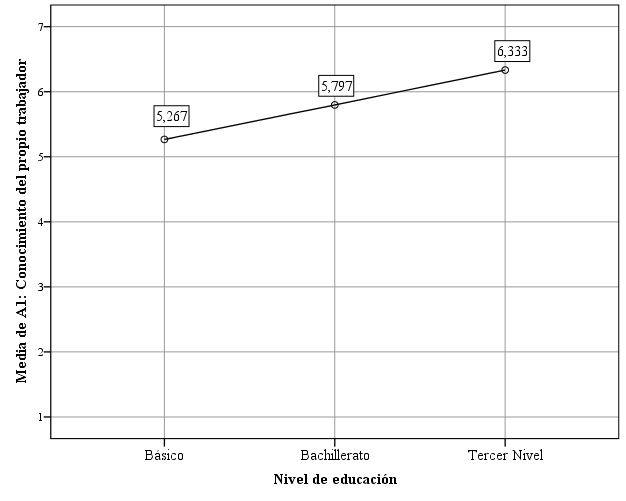 Media de A1: Conocimiento del propio trabajador
7
6
5
4
3
2
1
5,267
5,797
6,333
Básico
Bachillerato
Tercer Nivel
Nivel de educación